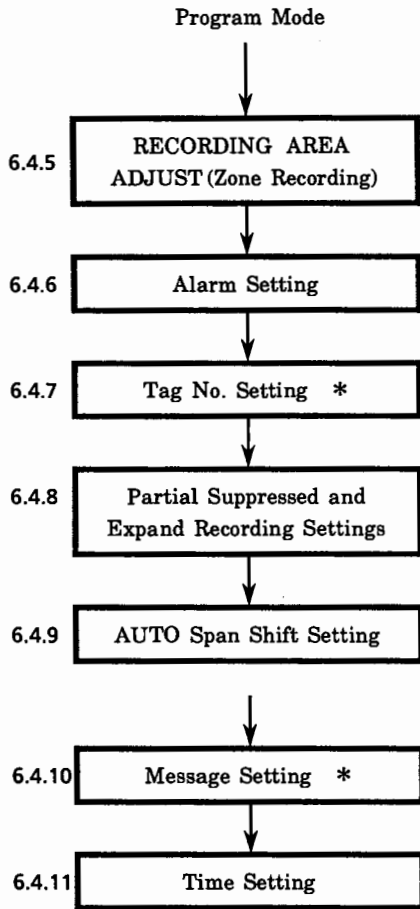 Program Mode
6.4.5
RECORDING AREA
ADJUST (Zone Recording)
6.4.6
Alarm Setting
6.4.7
Tag No. Setting *
6.4.8
Partial Suppressed and
Expand Recording Settings
6.4.9
AUTO Span Shift Setting
6.4.10
Message Setting *
6.4.11
Time Setting